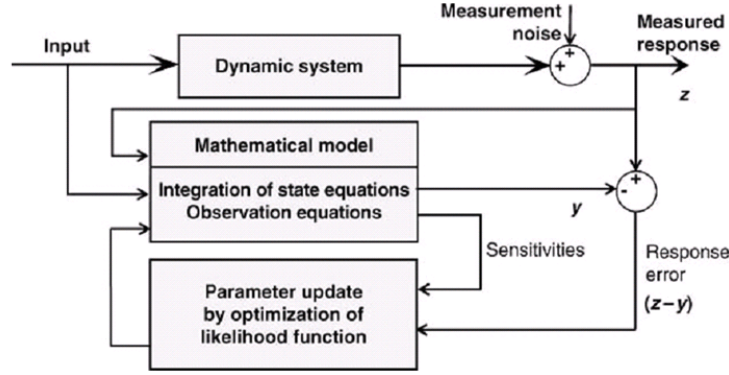 Measurement
noise
Measured
response
Input
Dynamic system
+
+
z
Mathematical model
Integration of state equations
Observation equations
y
-
+
Sensitivities
Response
error
(z-y)
Parameter update
by optimization of
likelihood function